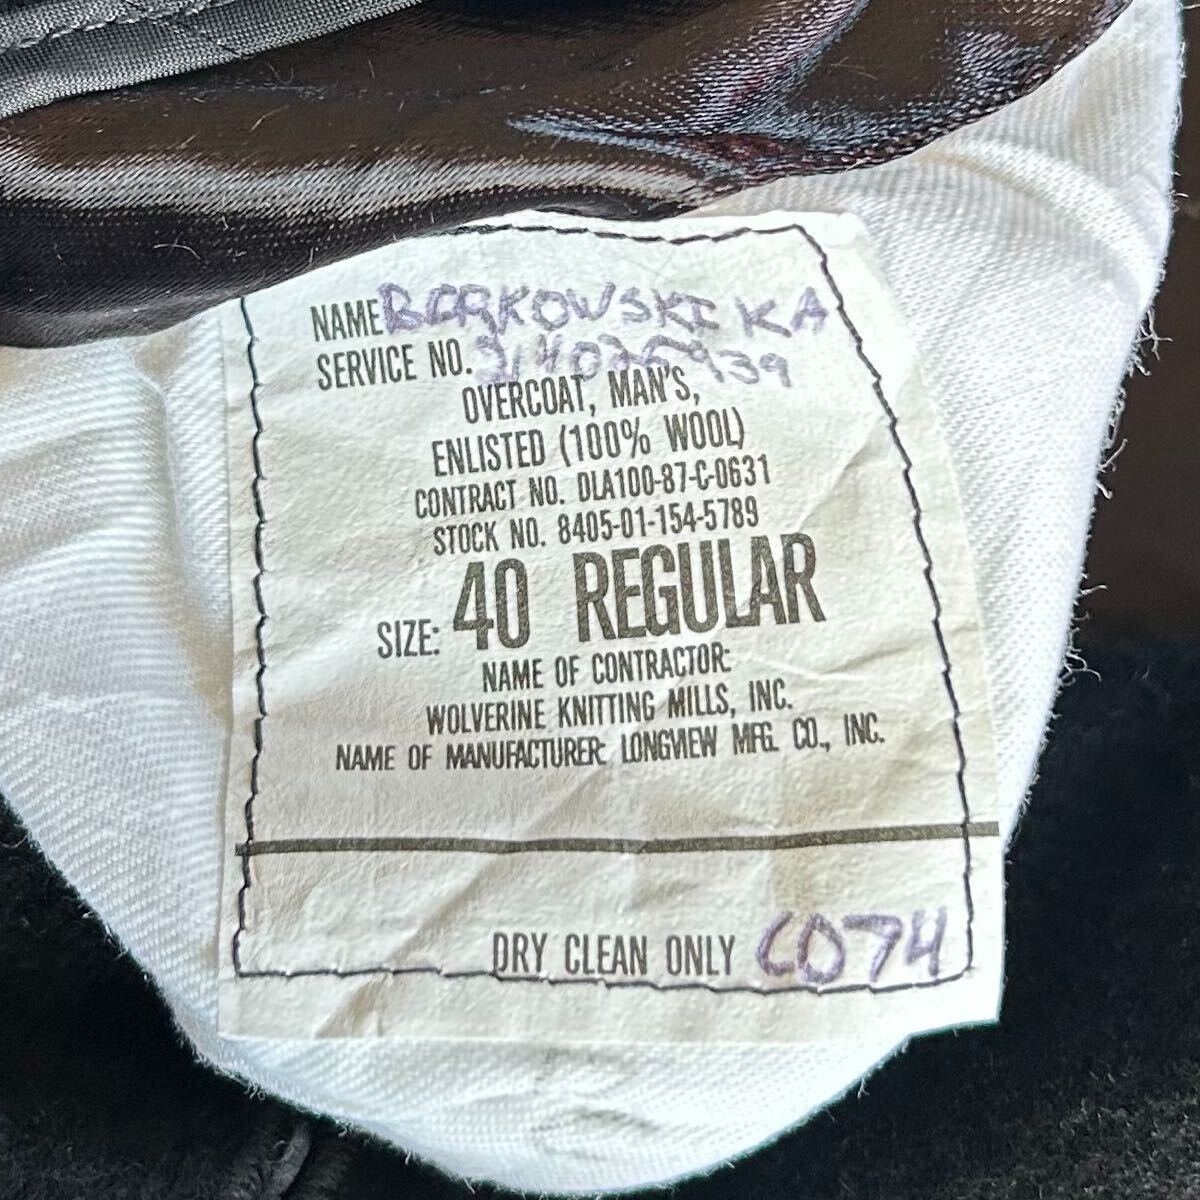 NAME BORKOWSKI KA
SERVICE NO.
OVERCOAT, MAN'S,
ENLISTED (100% WOOL)
CONTRACT NO. DLA100-87-C-0631
STOCK NO. 8405-01-154-5789
SIZE: 40 REGULAR
NAME OF CONTRACTOR:
WOLVERINE KNITTING MILLS, INC.
NAME OF MANUFACTURER: LONGVIEW MFG. CO., INC.
DRY CLEAN ONLY CO74